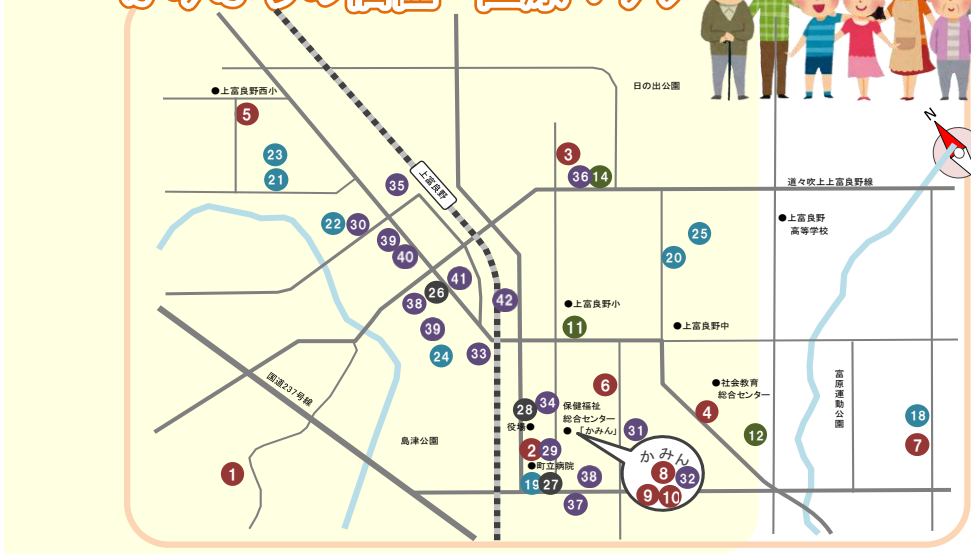 ●上富良野西小
日の出公園
N
5
3
23
36 14
21
35
上富良野
道々吹上上富良野線
22 30
●上富良野
高等学校
25
39
40
20
41
26
38
42
●上富良野小
39
11
●上富良野中
24
33
国道237号線
富原運動公園
6
●社会教育
総合センター
28 34
保健福祉
総合センター
●「かみん」
役場●
4
31
18
12
7
島津公園
2 29
●町立病院
かみん
1
8 32
19 27
38
9 10
37